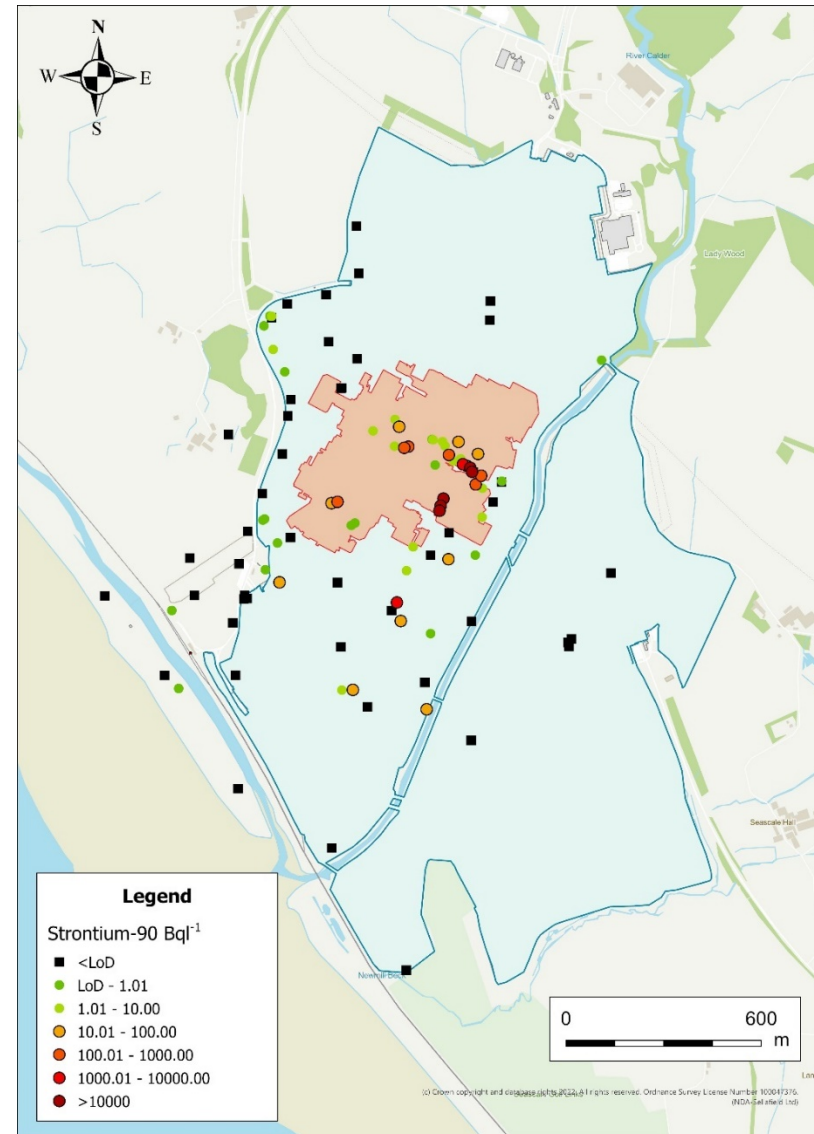 N
W E
S
River Calder
Lady Wood
Seascale Hall
Newmill Beck
Legend
Strontium-90 Bql⁻¹
<LoD
LoD - 1.01
1.01 - 10.00
10.01 - 100.00
100.01 - 1000.00
1000.01 - 10000.00
>10000
0 600
m
(c) Crown copyright and database rights 2022. All rights reserved. Ordnance Survey License Number 100047376.
(NDA-Sellafield Ltd)